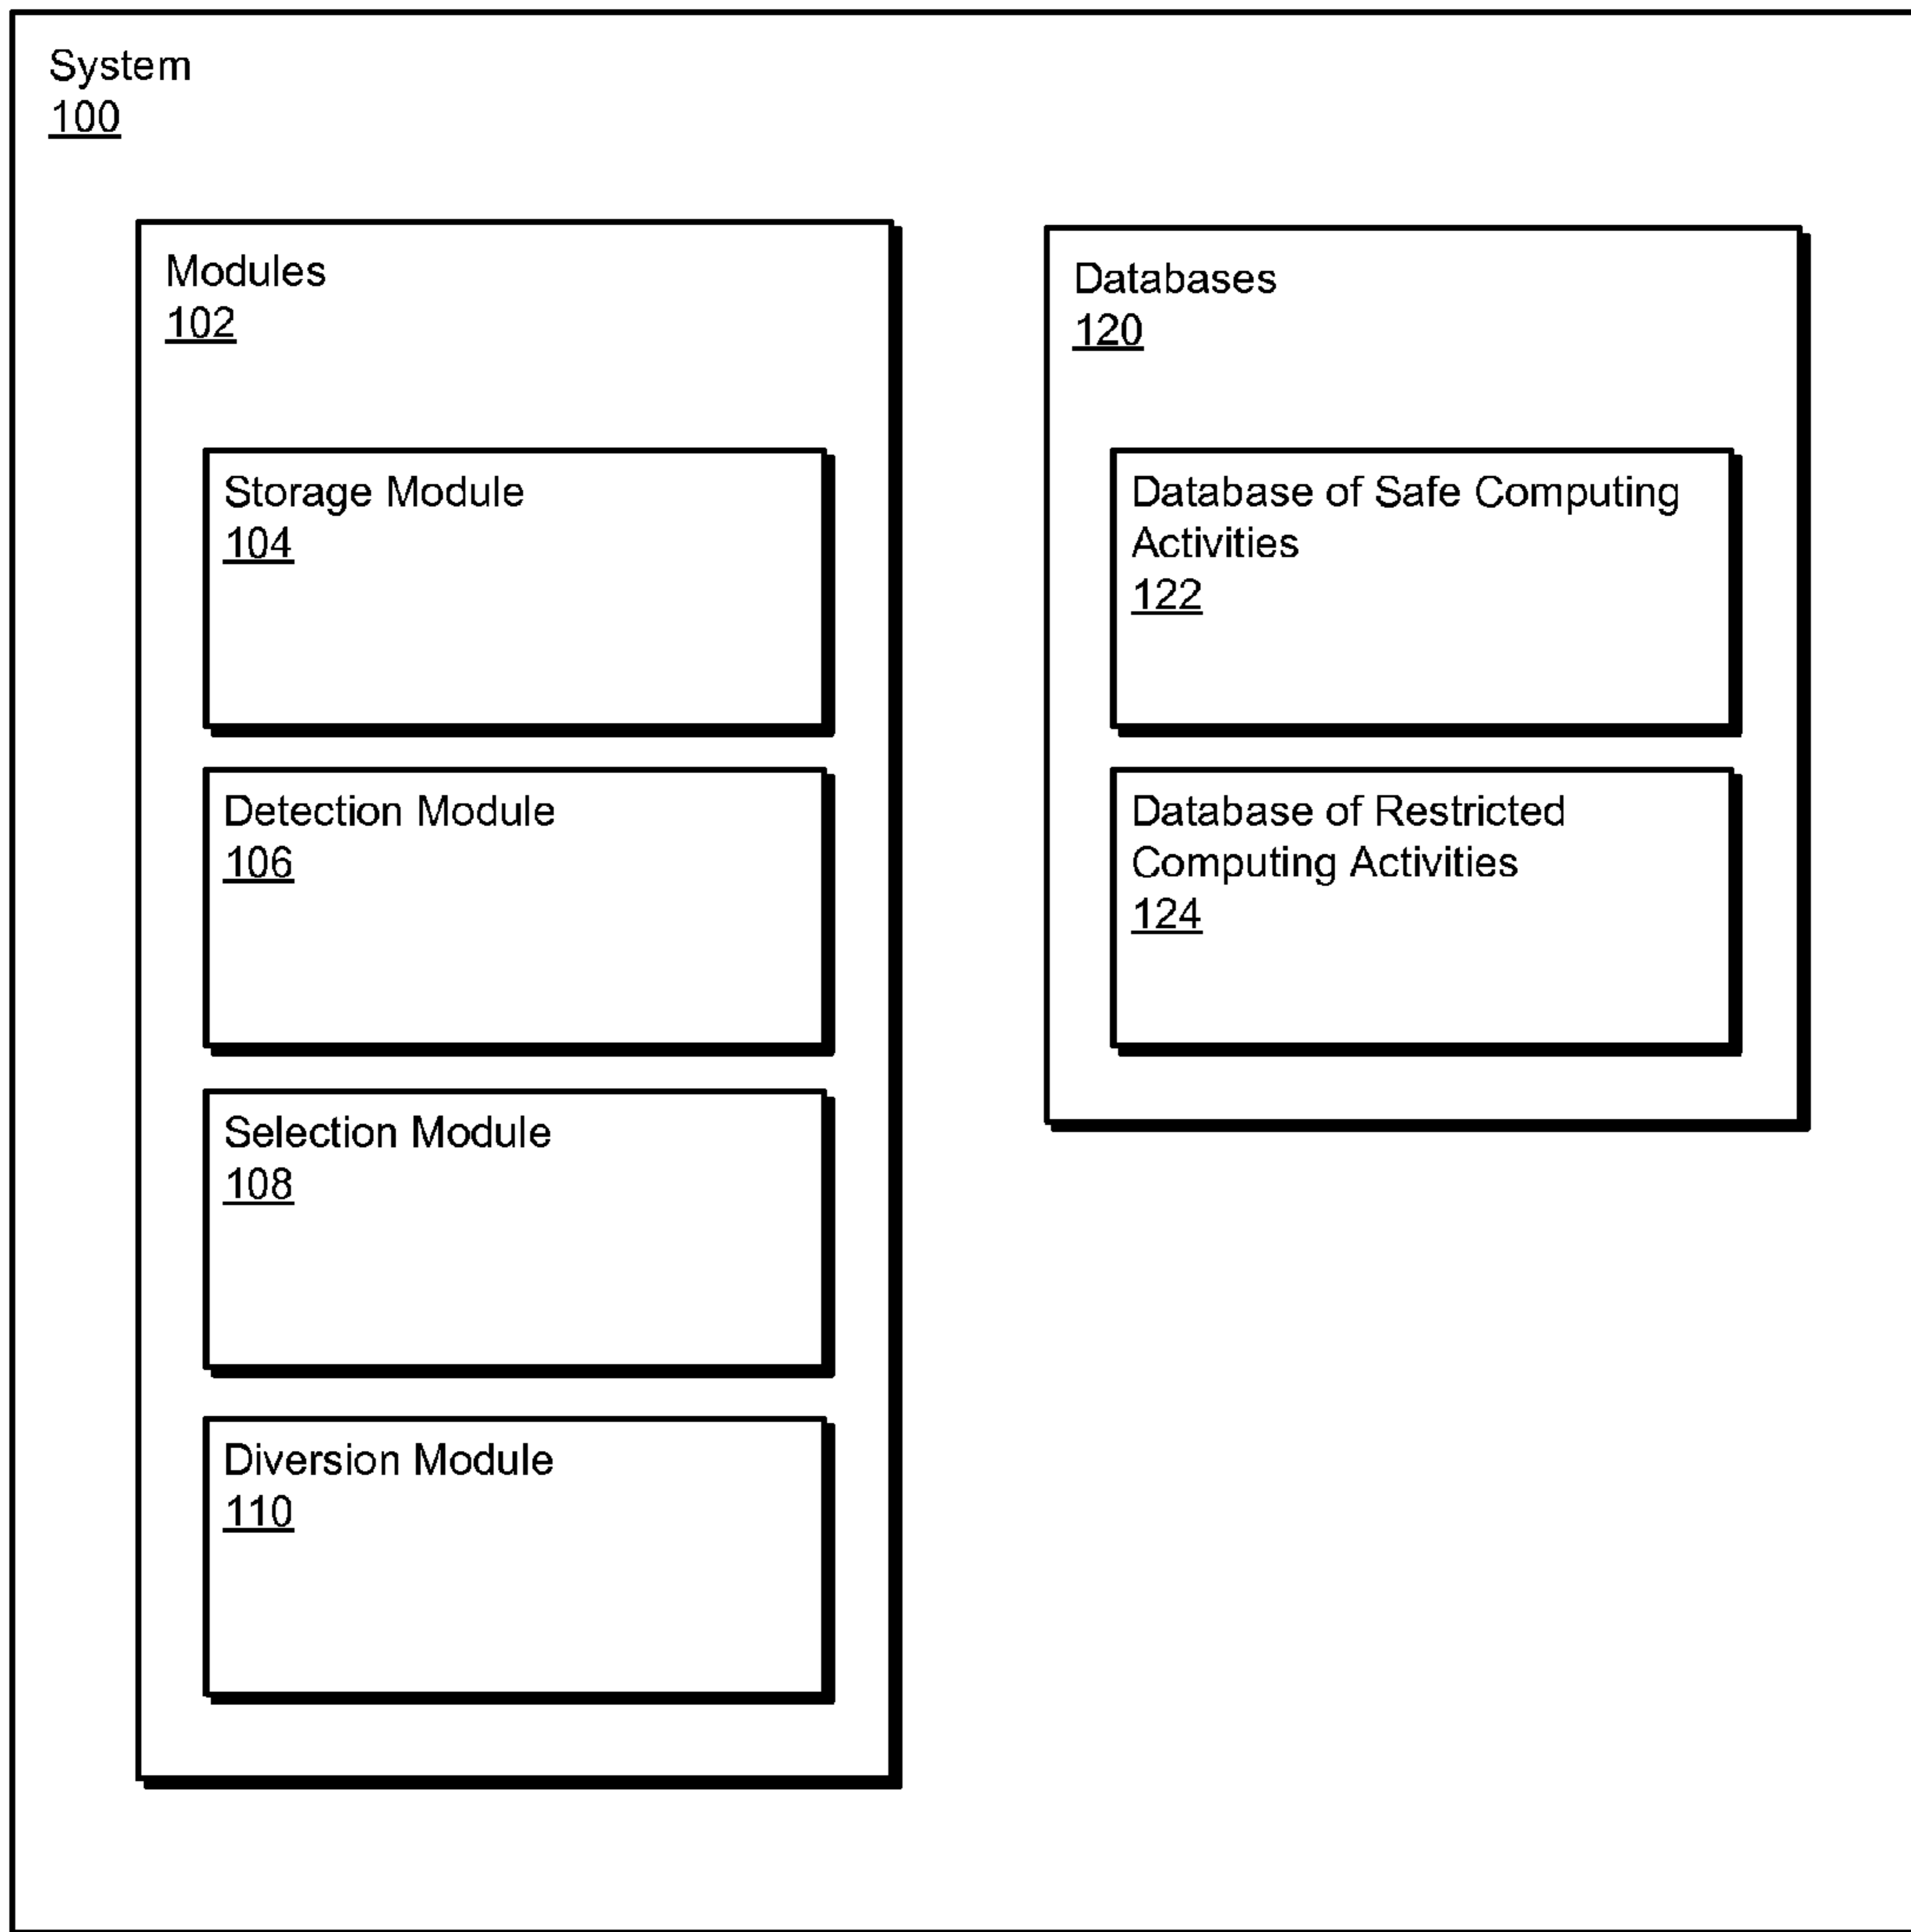 System
100
Modules
102
Storage Module
104
Detection Module
106
Selection Module
108
Diversion Module
110
Databases
120
Database of Safe Computing
Activities
122
Database of Restricted
Computing Activities
124